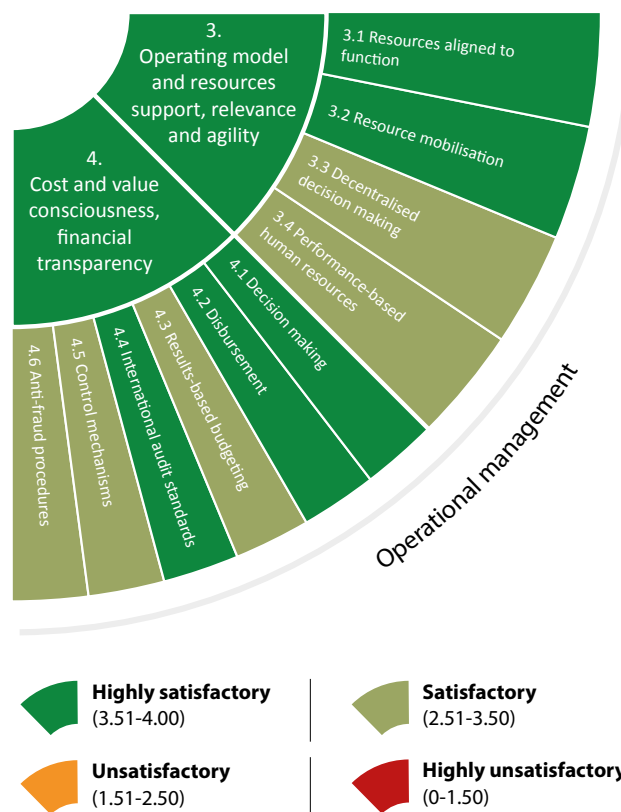 3.
Operating model
and resources
support, relevance
and agility
3.1 Resources aligned to
function
3.2 Resource mobilisation
3.3 Decentralised
decision making
3.4 Performance-based
human resources
4.
Cost and value
consciousness,
financial
transparency
4.1 Decision making
4.2 Disbursement
4.3 Results-based budgeting
4.4 International audit standards
4.5 Control mechanisms
4.6 Anti-fraud procedures
Operational management
Highly satisfactory
(3.51-4.00)
Satisfactory
(2.51-3.50)
Unsatisfactory
(1.51-2.50)
Highly unsatisfactory
(0-1.50)